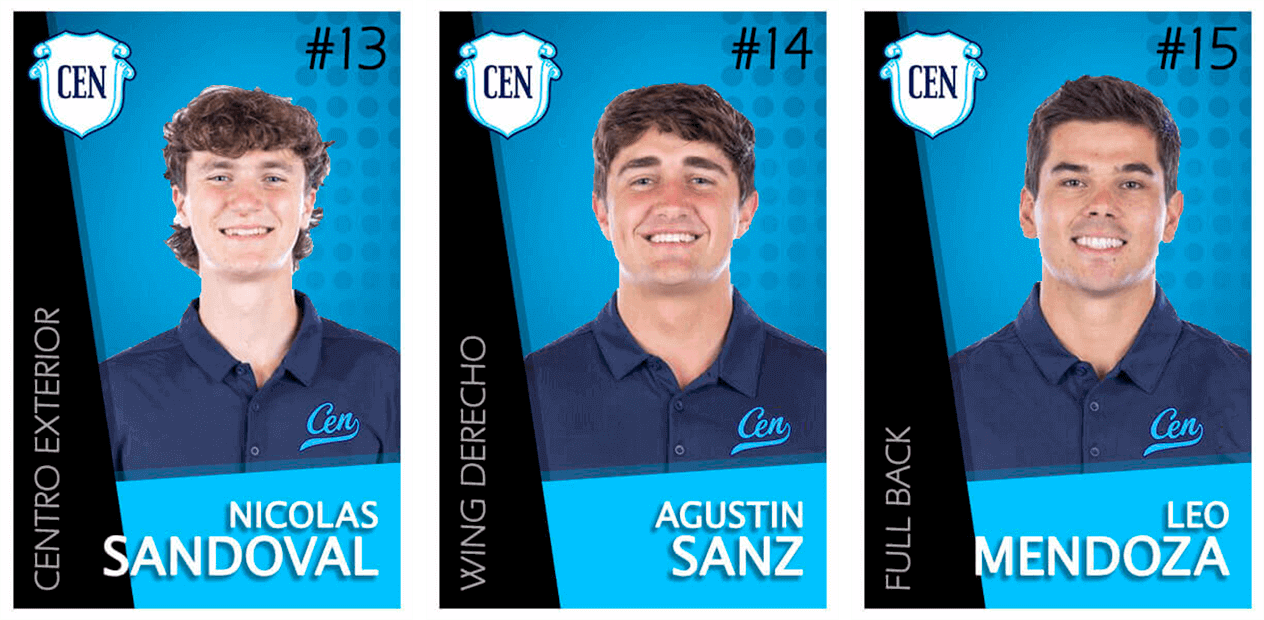 CEN
#13
CENTRO EXTERIOR
Cen
NICOLAS
SANDOVAL
CEN
#14
WING DERECHO
Cen
AGUSTIN
SANZ
CEN
#15
FULL BACK
Cen
LEO
MENDOZA